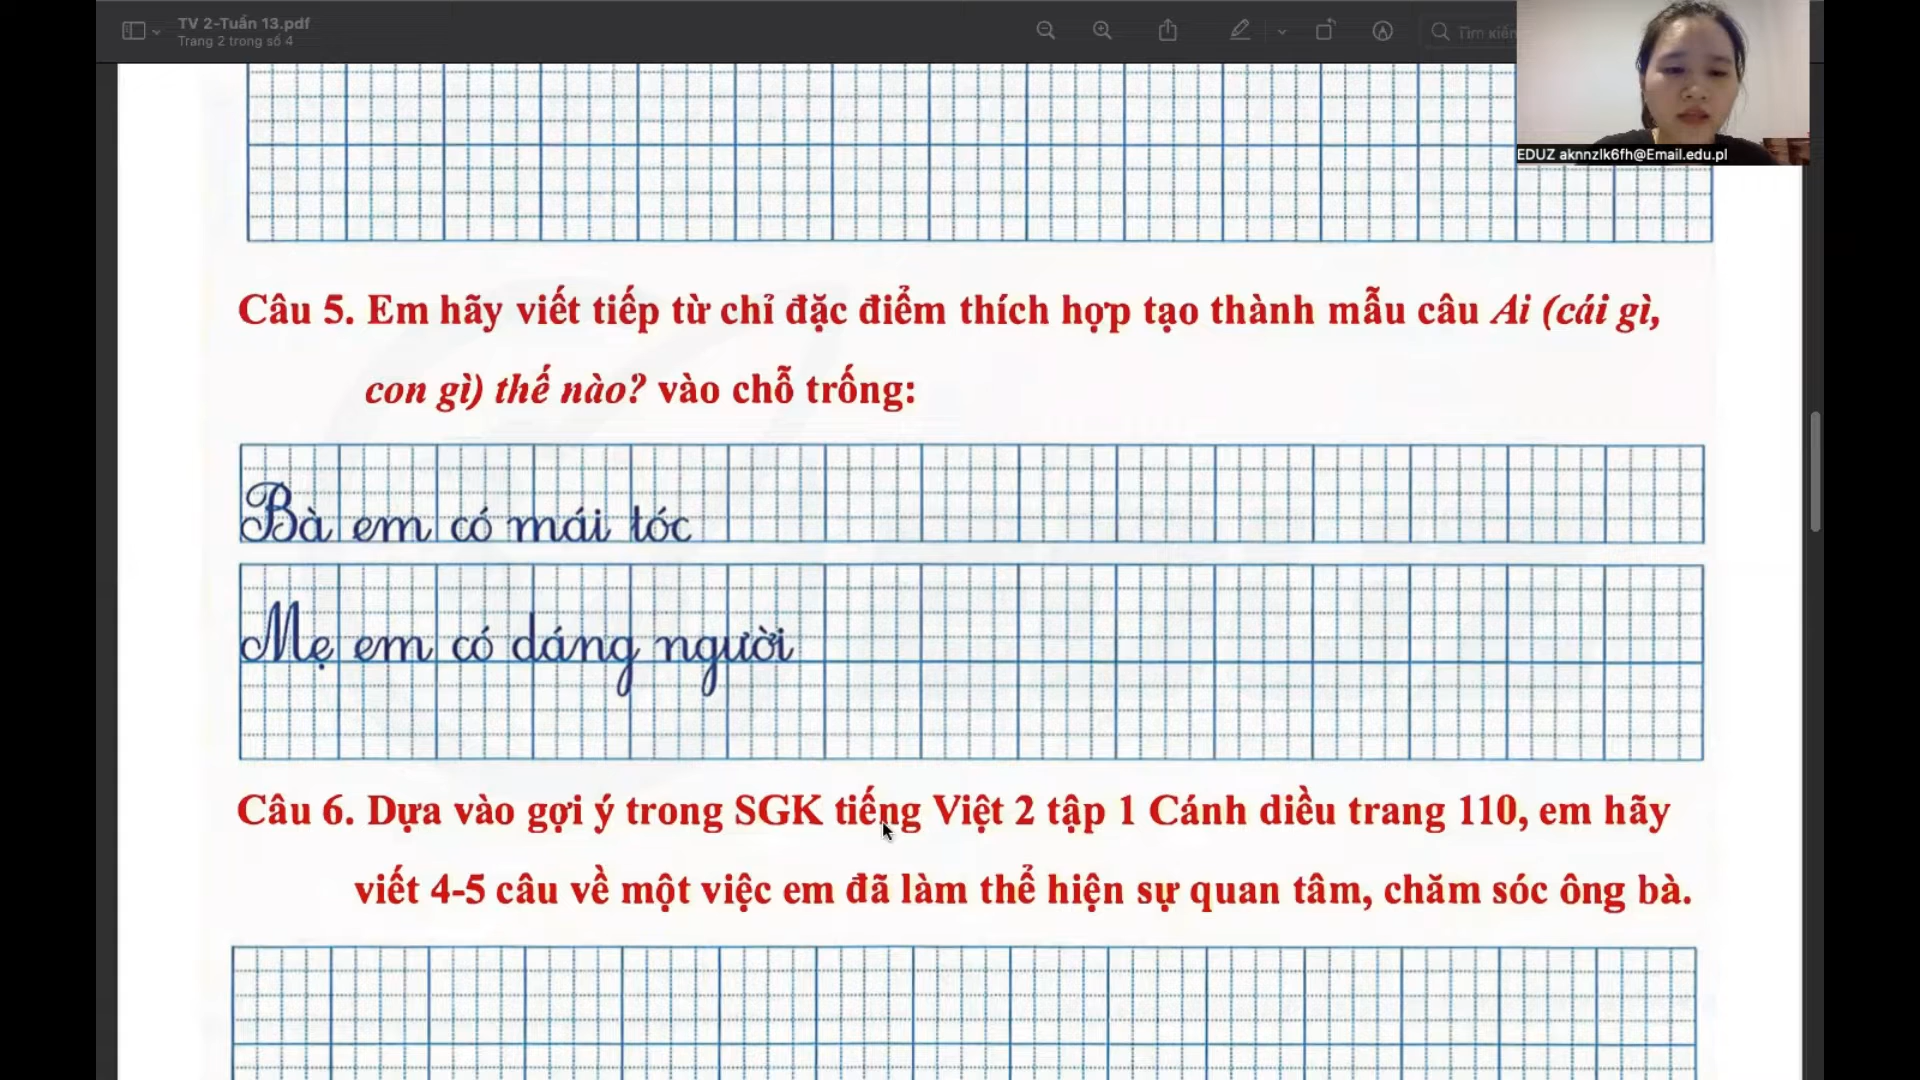 TV 2-Tuần 13.pdf
Trang 2 trong số 4
Tìm kiếm
EDUZ aknnzlk6fh@Email.edu.pl
Câu 5. Em hãy viết tiếp từ chỉ đặc điểm thích hợp tạo thành mẫu câu Ai (cái gì,
con gì) thế nào? vào chỗ trống:
Bà em có mái tóc
Mẹ em có dáng người
Câu 6. Dựa vào gợi ý trong SGK tiếng Việt 2 tập 1 Cánh diều trang 110, em hãy
viết 4-5 câu về một việc em đã làm thể hiện sự quan tâm, chăm sóc ông bà.